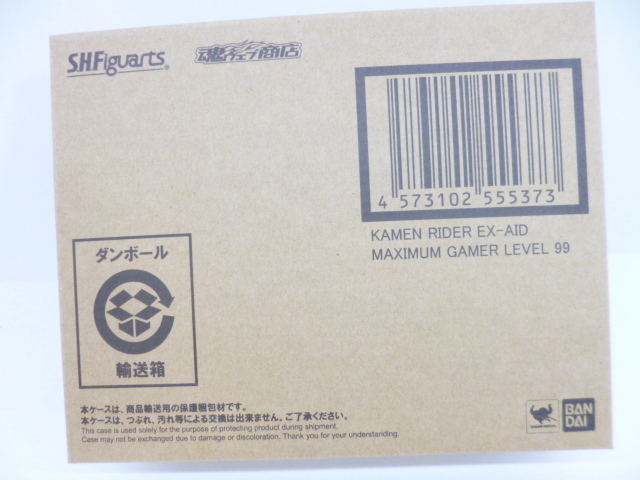 S.H.Figuarts
魂ウェブ商店
4 573102 555373
KAMEN RIDER EX-AID
MAXIMUM GAMER LEVEL 99
ダンボール
輸送箱
本ケースは、商品輸送用の保護梱包材です。
本ケースは、つぶれ、汚れ等による交換は出来ません。ご了承ください。
This case is used solely for the purpose of protecting product during shipment.
Case may not be exchanged due to damage or discoloration. Thank you for your understanding.
BAN
DAI